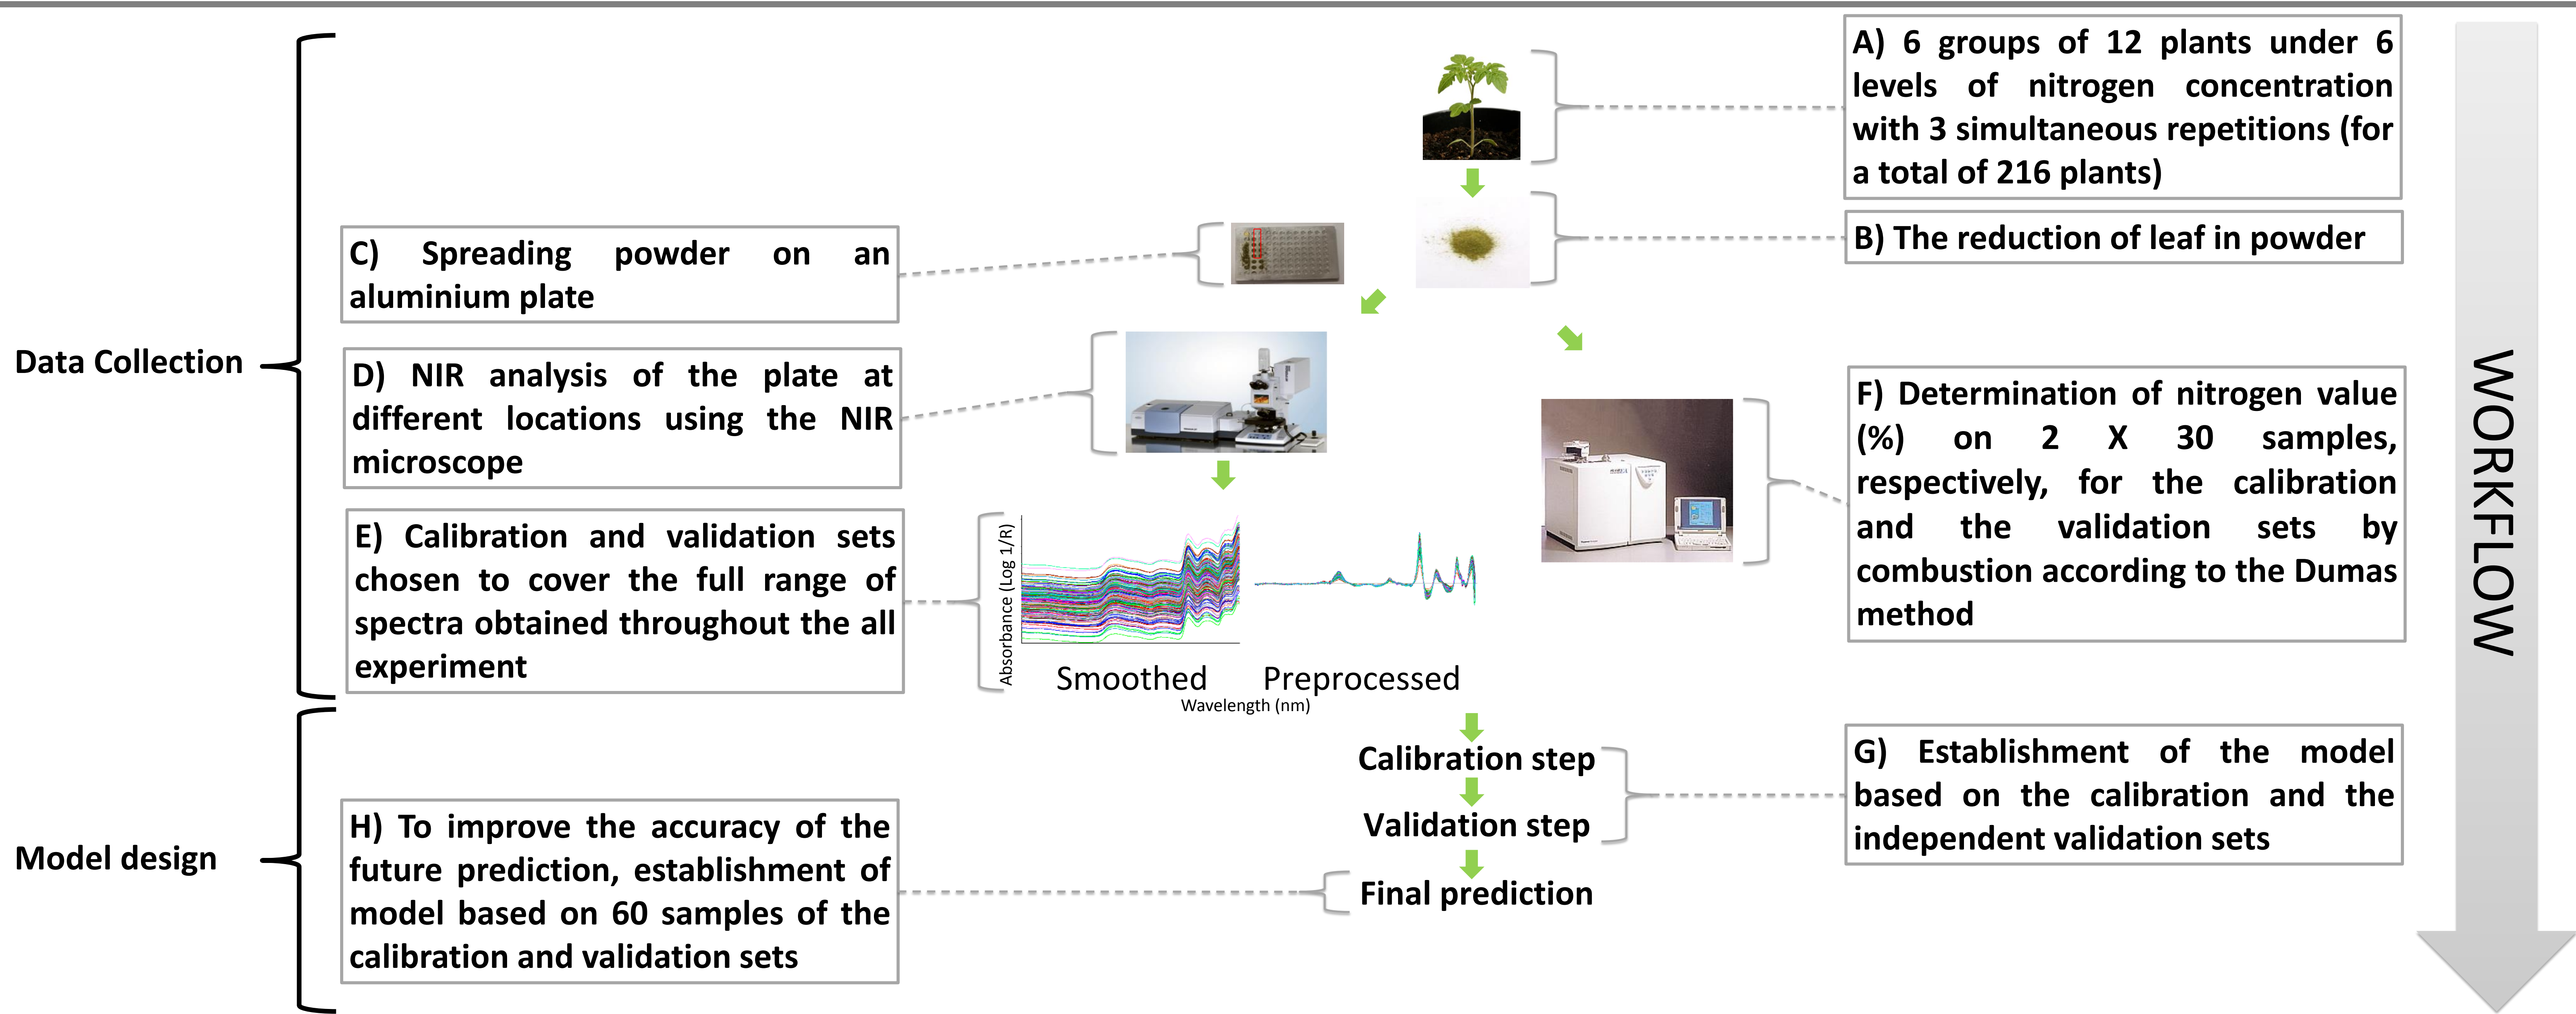 Data Collection
Model design
A) 6 groups of 12 plants under 6
levels of nitrogen concentration
with 3 simultaneous repetitions (for
a total of 216 plants)
B) The reduction of leaf in powder
C) Spreading powder on an
aluminium plate
D) NIR analysis of the plate at
different locations using the NIR
microscope
E) Calibration and validation sets
chosen to cover the full range of
spectra obtained throughout the all
experiment
Absorbance (Log 1/R)
Smoothed
Preprocessed
Wavelength (nm)
F) Determination of nitrogen value
(%) on 2 X 30 samples,
respectively, for the calibration
and the validation sets by
combustion according to the Dumas
method
Calibration step
Validation step
Final prediction
G) Establishment of the model
based on the calibration and the
independent validation sets
H) To improve the accuracy of the
future prediction, establishment of
model based on 60 samples of the
calibration and validation sets
WORKFLOW